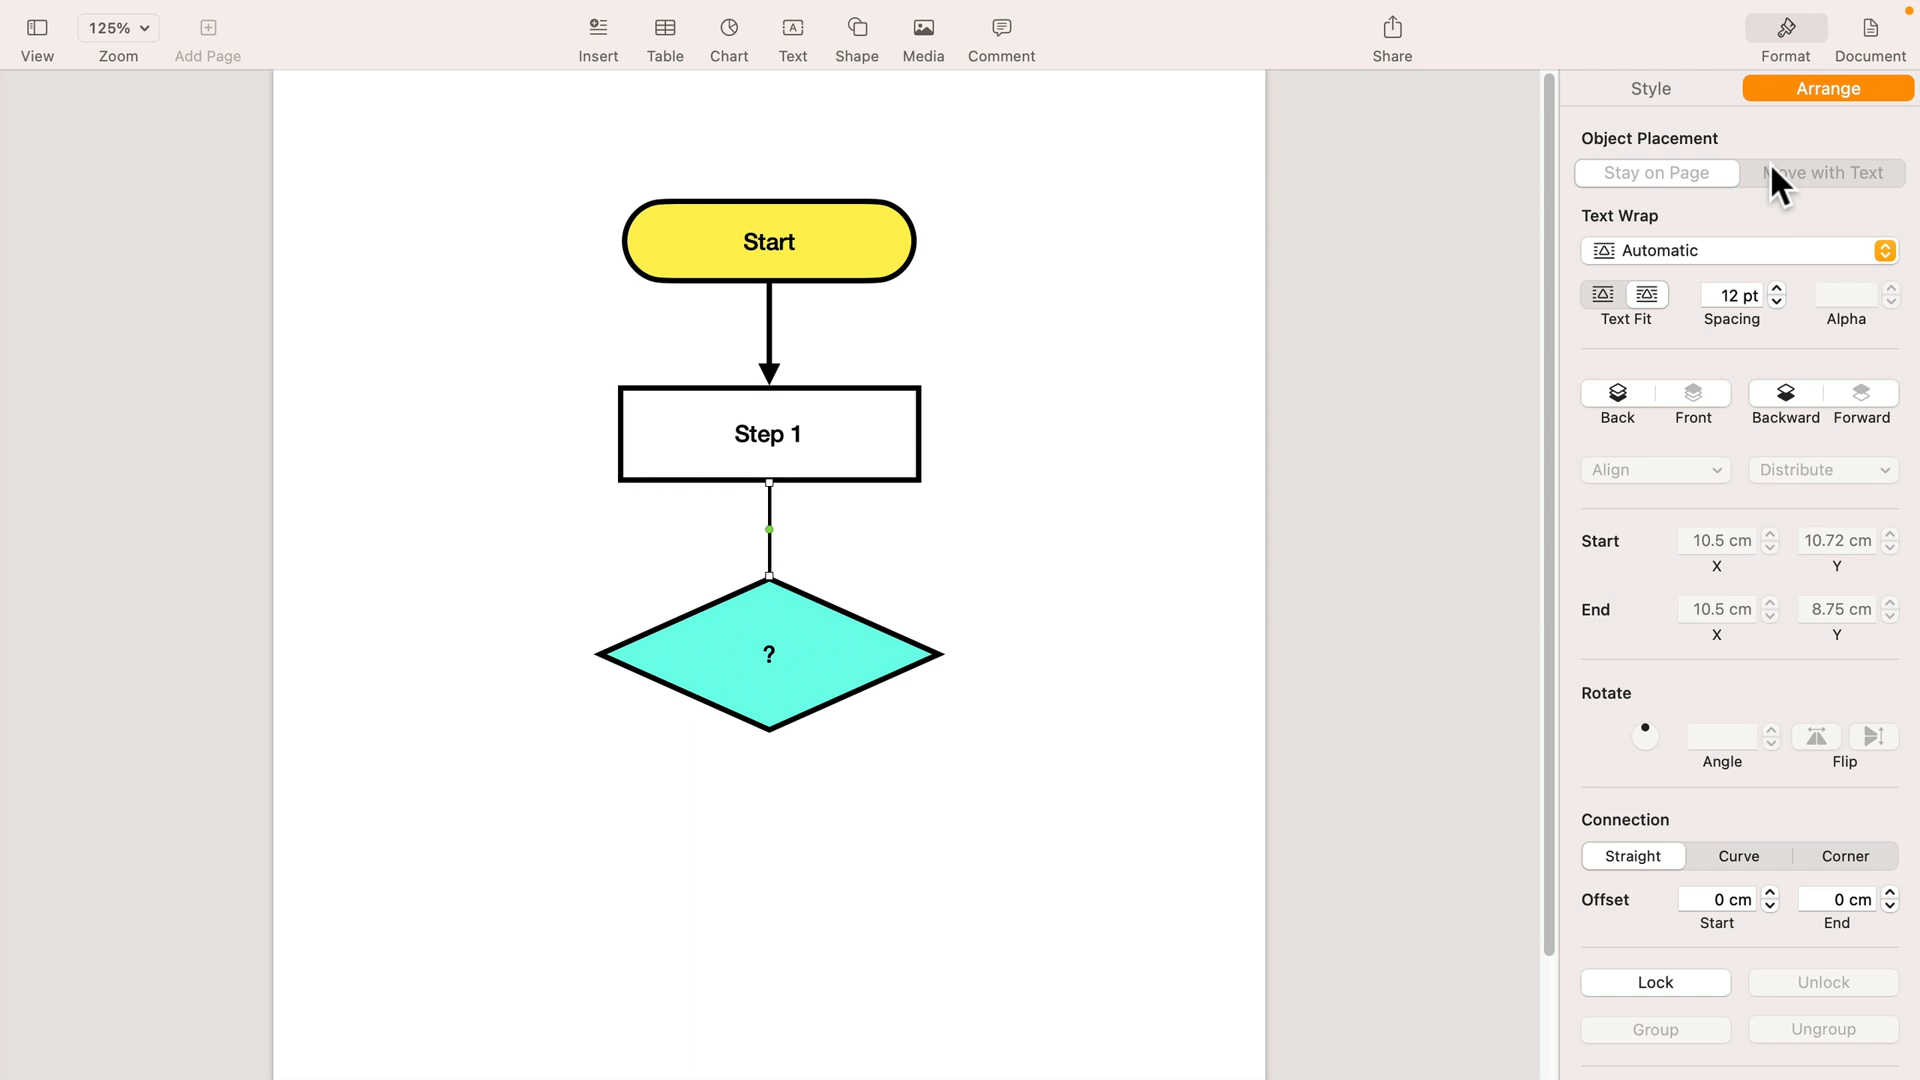 125%
View
Zoom
Add Page
Insert
Table
Chart
Text
Shape
Media
Comment
Share
Format
Document
Style
Arrange
Object Placement
Stay on Page
ve with Text
Text Wrap
Automatic
12 pt
Text Fit
Spacing
Alpha
Back
Front
Backward
Forward
Align
Distribute
Start
10.5 cm
10.72 cm
X
Y
End
10.5 cm
8.75 cm
X
Y
Rotate
Angle
Flip
Connection
Straight
Curve
Corner
Offset
0 cm
0 cm
Start
End
Lock
Unlock
Group
Ungroup
Start
Step 1
?